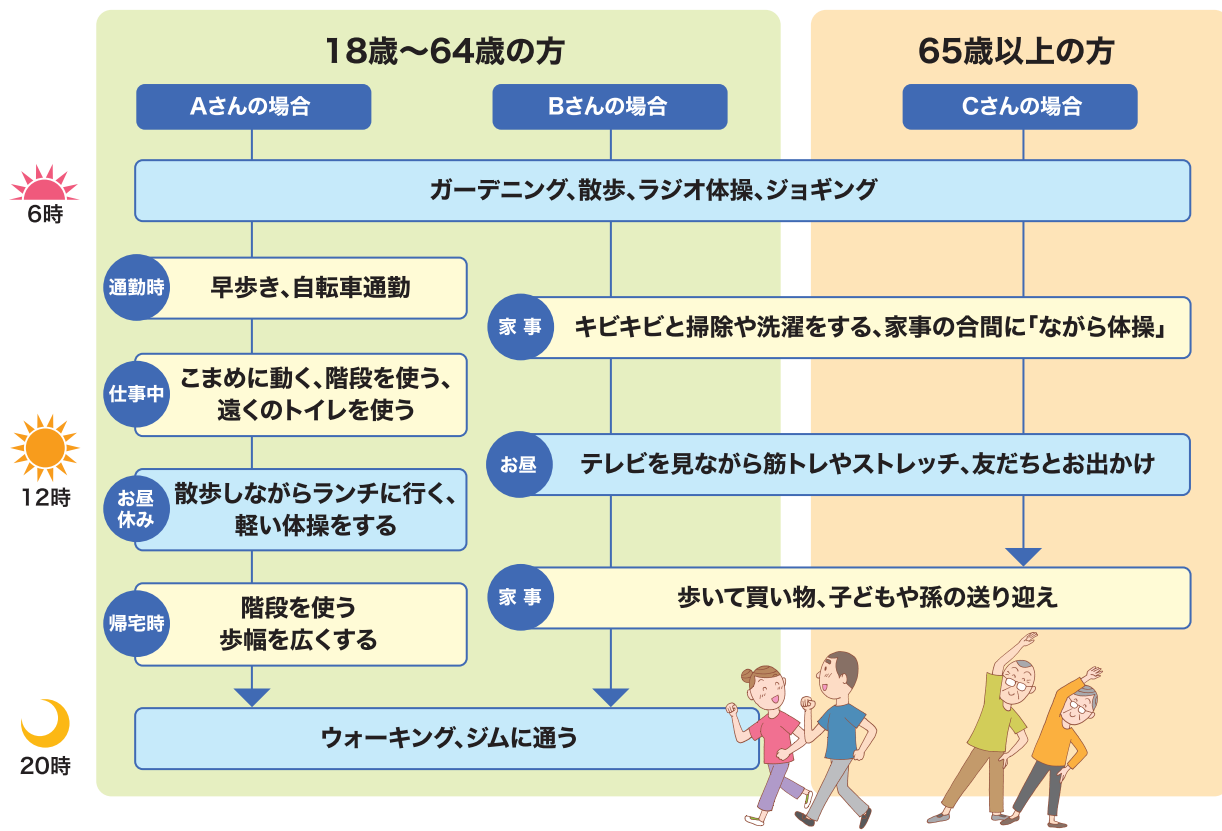 18歳～64歳の方
65歳以上の方
Aさんの場合
Bさんの場合
Cさんの場合
6時
ガーデニング、散歩、ラジオ体操、ジョギング
通勤時
早歩き、自転車通勤
家事
キビキビと掃除や洗濯をする、家事の合間に「ながら体操」
仕事中
こまめに動く、階段を使う、
遠くのトイレを使う
12時
お昼
テレビを見ながら筋トレやストレッチ、友だちとお出かけ
お昼
休み
散歩しながらランチに行く、
軽い体操をする
家事
歩いて買い物、子どもや孫の送り迎え
帰宅時
階段を使う
歩幅を広くする
20時
ウォーキング、ジムに通う